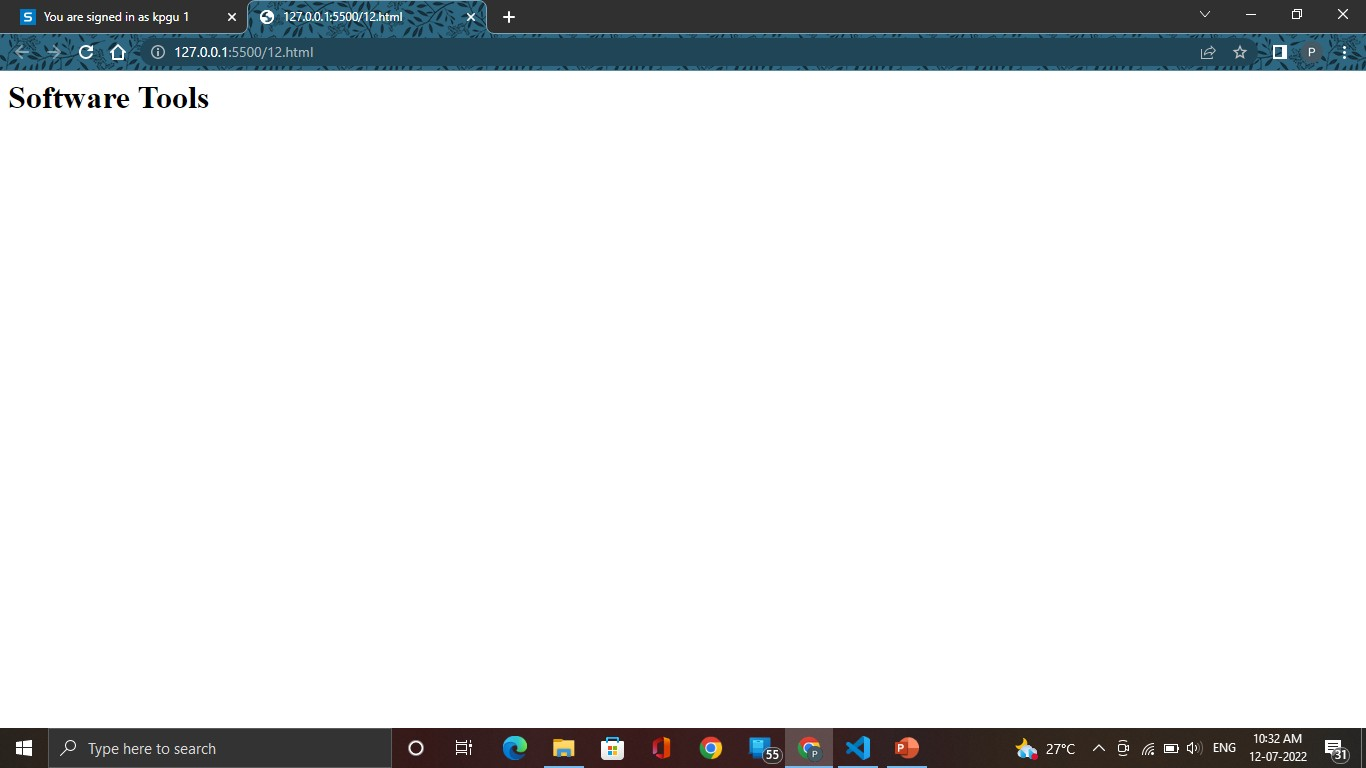 You are signed in as kpgu 1
127.0.0.1:5500/12.html
127.0.0.1:5500/12.html
P
Software Tools
Type here to search
55
P
P
27°C
ENG
10:32 AM
12-07-2022
31